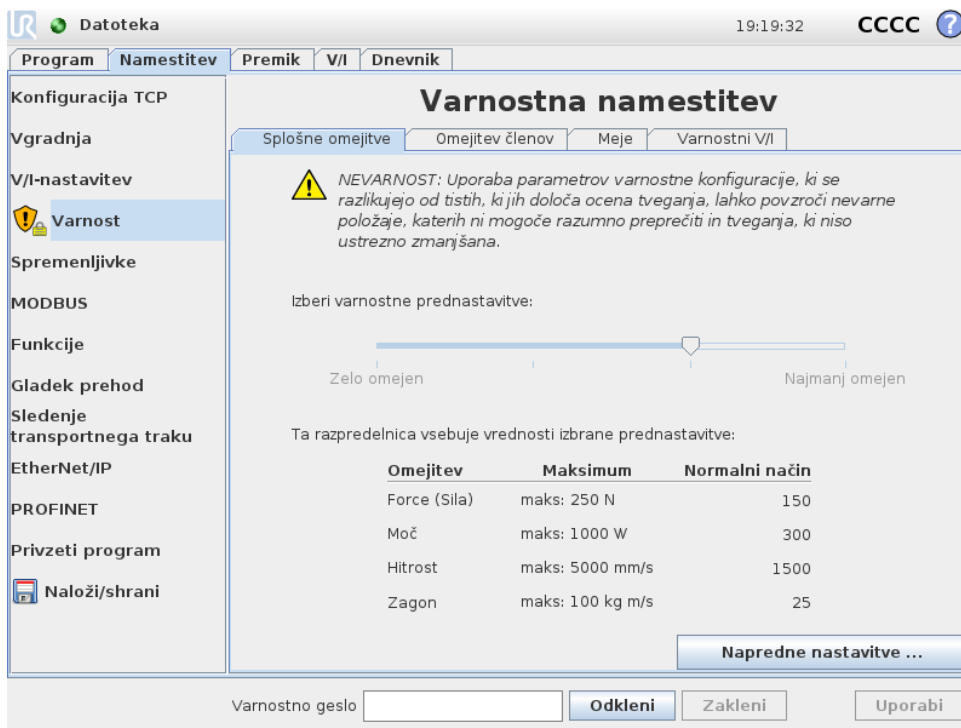 UR Datoteka 19:19:32 CCCC ?
Program Namestitev Premik V/I Dnevnik
Konfiguracija TCP
Vgradnja
V/I-nastavitev
Varnost
Spremenljivke
MODBUS
Funkcije
Gladek prehod
Sledenje
transportnega traku
EtherNet/IP
PROFINET
Privzeti program
Naloži/shrani
Varnostna namestitev
Splošne omejitve Omejitev členov Meje Varnostni V/I
NEVARNOST: Uporaba parametrov varnostne konfiguracije, ki se
razlikujejo od tistih, ki jih določa ocena tveganja, lahko povzroči nevarne
položaje, katerih ni mogoče razumno preprečiti in tveganja, ki niso
ustrezno zmanjšana.
Izberi varnostne prednastavitve:
Zelo omejen Najmanj omejen
Ta razpredelnica vsebuje vrednosti izbrane prednastavitve:
Omejitev Maksimum Normalni način
Force (Sila) maks: 250 N 150
Moč maks: 1000 W 300
Hitrost maks: 5000 mm/s 1500
Zagon maks: 100 kg m/s 25
Napredne nastavitve ...
Varnostno geslo Odkleni Zakleni Uporabi